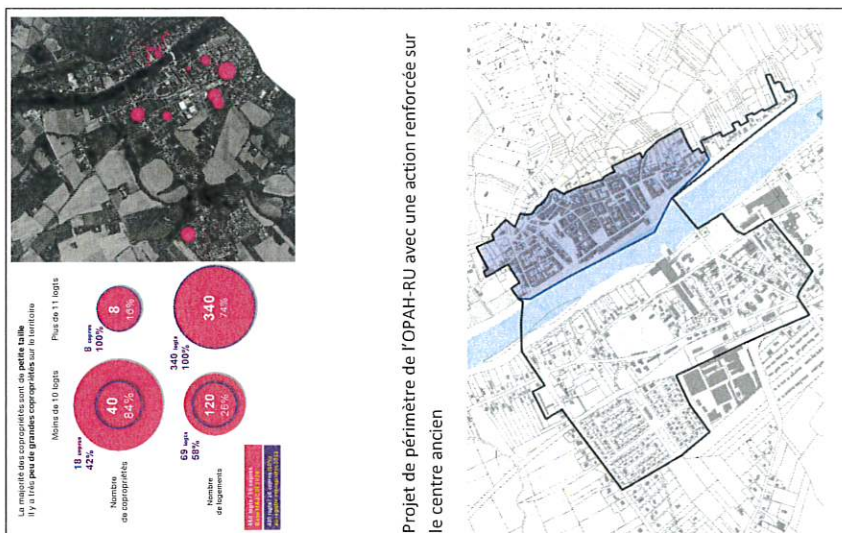 La majorité des copropriétés sont de petite taille
Il y a très peu de grandes copropriétés sur le territoire
Moins de 10 logts
Plus de 11 logts
Nombre
de copropriétés
18 copros
42%
40
84%
8 copros
100%
8
16%
Nombre
de logements
69 logts
58%
120
26%
340 logts
100%
340
74%
Projet de périmètre de l'OPAH-RU avec une action renforcée sur
le centre ancien